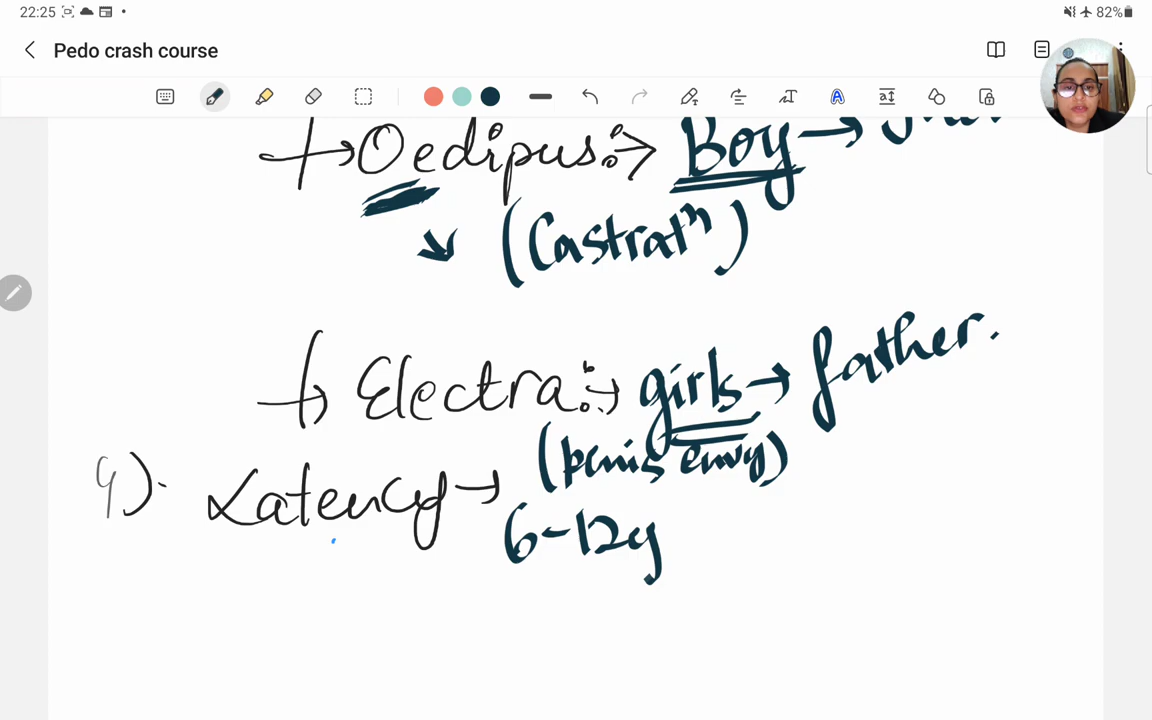 22:25 82%
Pedo crash course
Oedipus:→ Boy →
(Castratⁿ)
Electra:→ girls → father.
(penis envy)
4). Latency →
6-12y